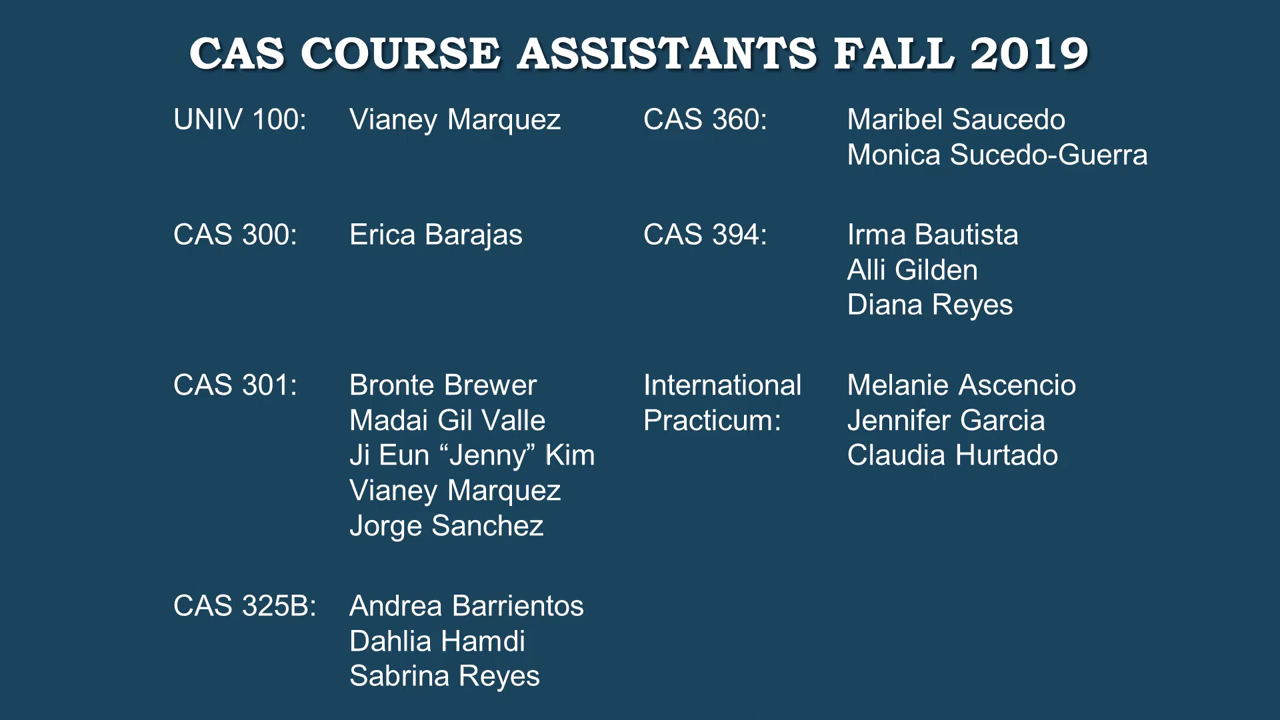 CAS COURSE ASSISTANTS FALL 2019
UNIV 100: Vianey Marquez
CAS 300: Erica Barajas
CAS 301: Bronte Brewer
Madai Gil Valle
Ji Eun “Jenny” Kim
Vianey Marquez
Jorge Sanchez
CAS 325B: Andrea Barrientos
Dahlia Hamdi
Sabrina Reyes
CAS 360: Maribel Saucedo
Monica Sucedo-Guerra
CAS 394: Irma Bautista
Alli Gilden
Diana Reyes
International Melanie Ascencio
Practicum: Jennifer Garcia
Claudia Hurtado